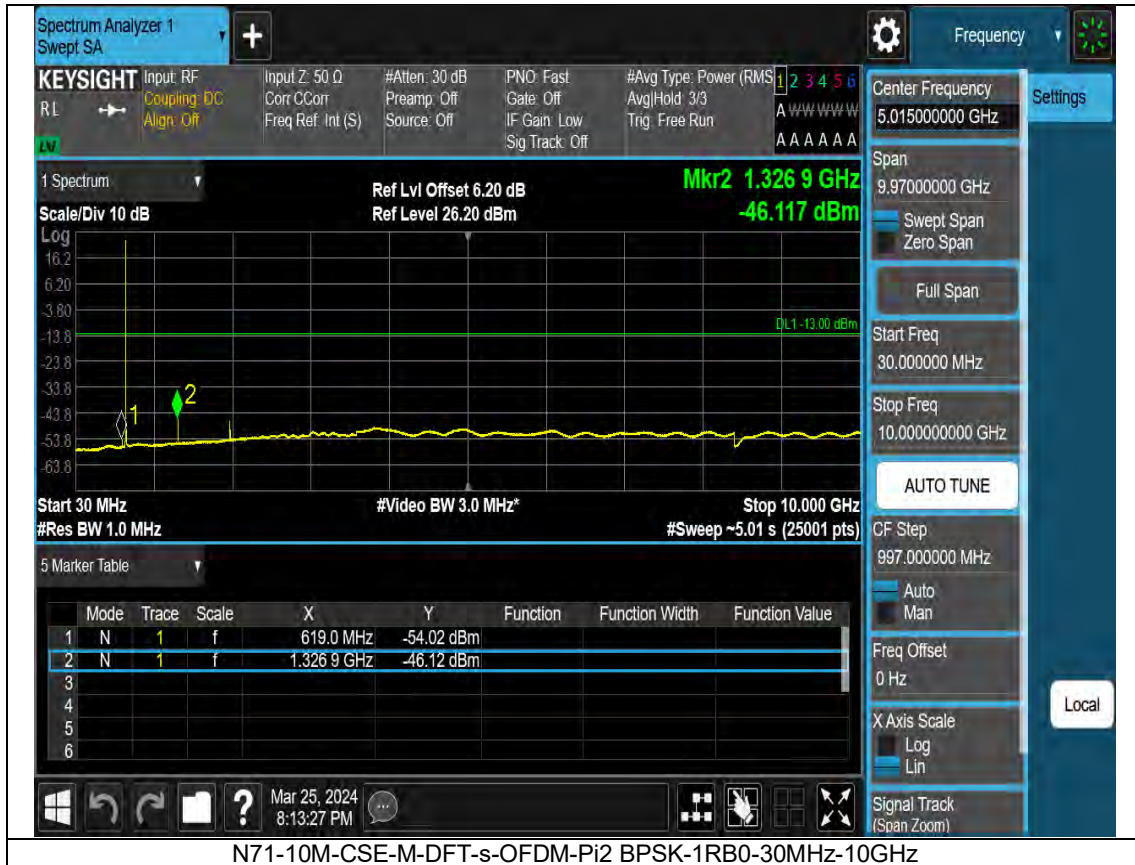 Spectrum Analyzer 1
Swept SA
+
Frequency
KEYSIGHT
RL
Input: RF
Coupling: DC
Align: Off
Input Z: 50 Ω
Corr CCorr
Freq Ref: Int (S)
#Atten: 30 dB
Preamp: Off
Source: Off
PNO: Fast
Gate: Off
IF Gain: Low
Sig Track: Off
#Avg Type: Power (RMS
Avg|Hold: 3/3
Trig: Free Run
1 2 3 4 5 6
A W W W W W
A A A A A A
1 Spectrum
Scale/Div 10 dB
Ref Lvl Offset 6.20 dB
Ref Level 26.20 dBm
Mkr2 1.326 9 GHz
-46.117 dBm
Log
16.2
6.20
-3.80
-13.8
-23.8
-33.8
-43.8
-53.8
-63.8
DL1 -13.00 dBm
1
2
Start 30 MHz
#Video BW 3.0 MHz*
Stop 10.000 GHz
#Res BW 1.0 MHz
#Sweep ~5.01 s (25001 pts)
5 Marker Table
Mode Trace Scale X Y Function Function Width Function Value
1 N 1 f 619.0 MHz -54.02 dBm
2 N 1 f 1.326 9 GHz -46.12 dBm
3
4
5
6
Center Frequency
5.015000000 GHz
Settings
Span
9.97000000 GHz
Swept Span
Zero Span
Full Span
Start Freq
30.000000 MHz
Stop Freq
10.000000000 GHz
AUTO TUNE
CF Step
997.000000 MHz
Auto
Man
Freq Offset
0 Hz
X Axis Scale
Log
Lin
Local
Signal Track
(Span Zoom)
?
Mar 25, 2024
8:13:27 PM
N71-10M-CSE-M-DFT-s-OFDM-Pi2 BPSK-1RB0-30MHz-10GHz